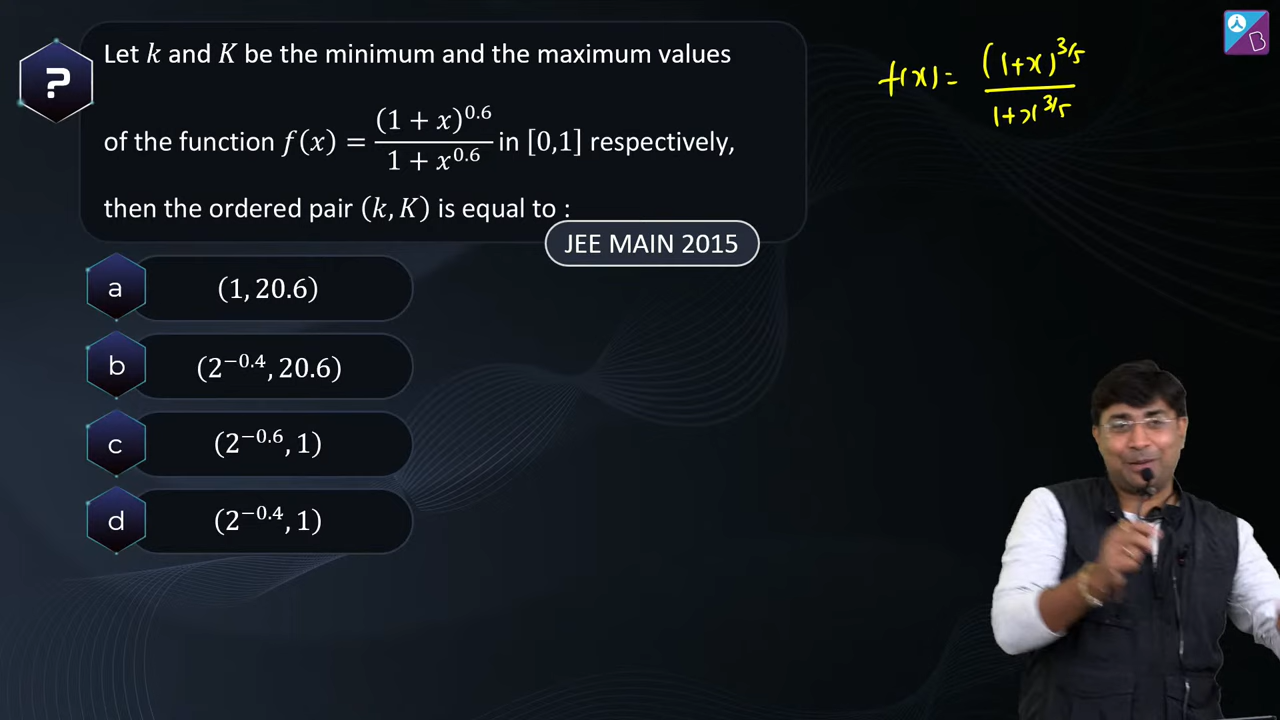 Let k and K be the minimum and the maximum values
of the function f(x) = (1 + x)^0.6 / 1 + x^0.6 in [0,1] respectively,
then the ordered pair (k, K) is equal to :
JEE MAIN 2015
?
a (1, 20.6)
b (2^−0.4, 20.6)
c (2^−0.6, 1)
d (2^−0.4, 1)
f(x) = (1+x)^3/5 / 1+x^3/5
B